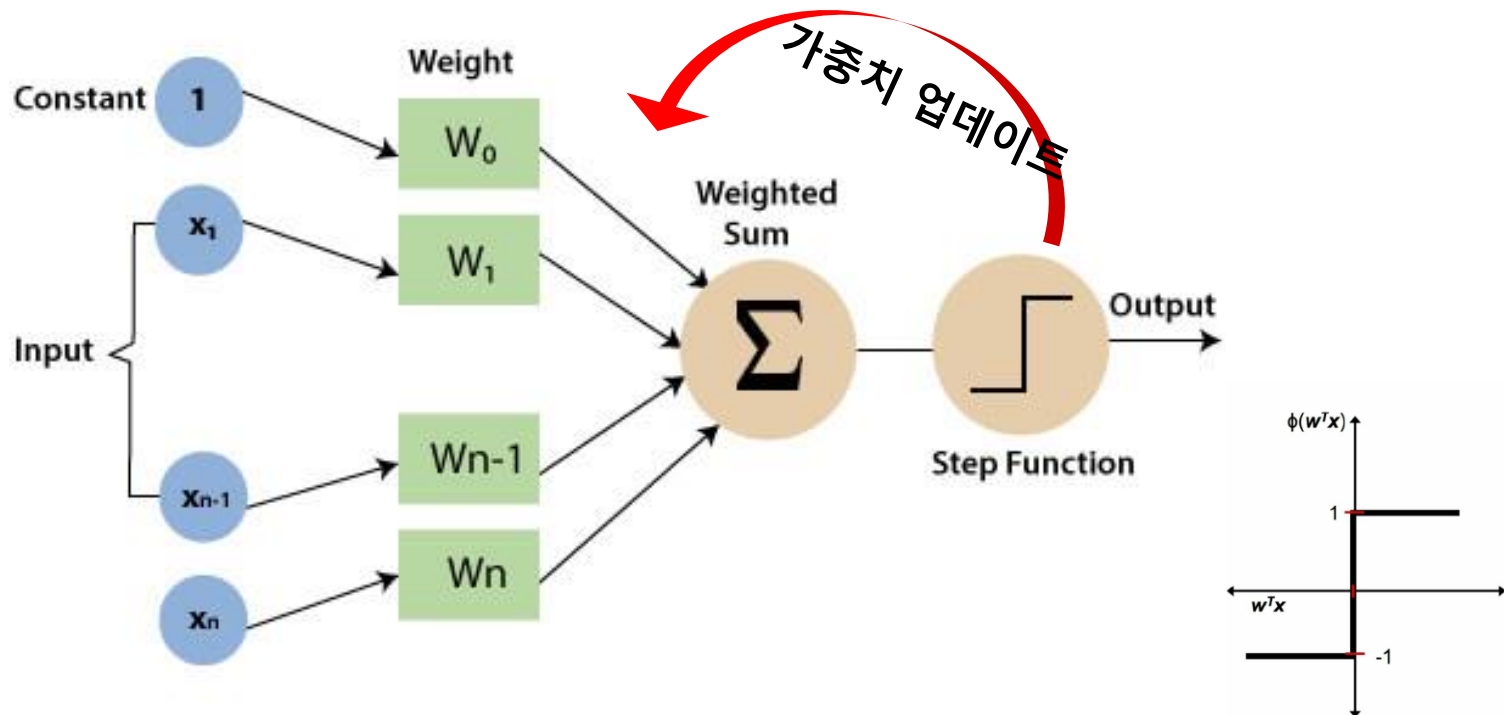 Constant
1
Weight
W₀
가중치 업데이트
x₁
W₁
Weighted
Sum
Σ
Input
Output
Step Function
xn-1
Wn-1
xn
Wn
ϕ(wᵀx)
1
wᵀx
-1